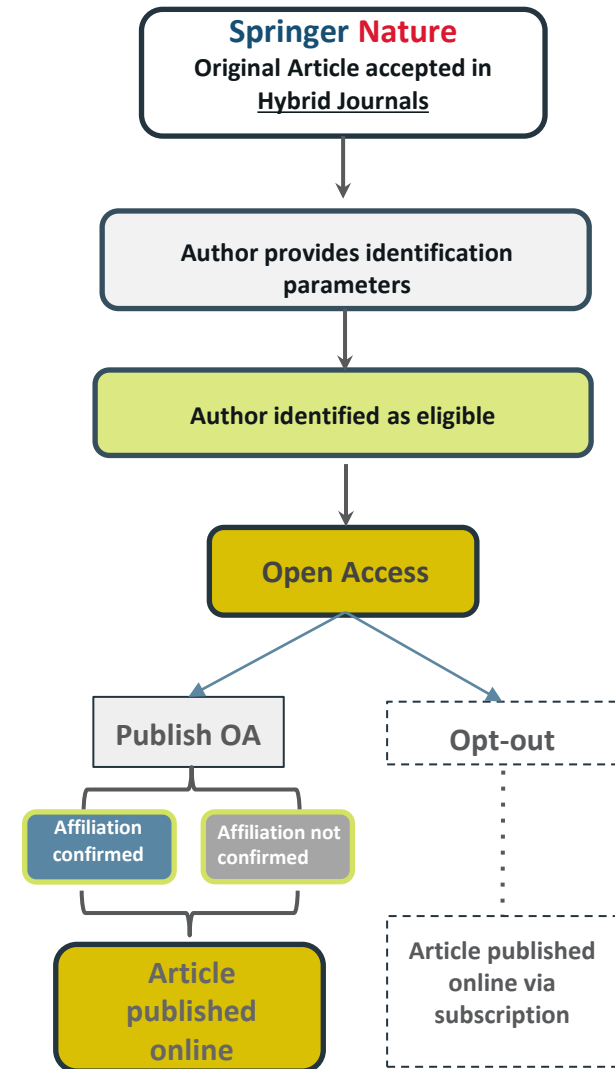 Springer Nature
Original Article accepted in
Hybrid Journals
Author provides identification
parameters
Author identified as eligible
Open Access
Publish OA
Opt-out
Affiliation
confirmed
Affiliation not
confirmed
Article
published
online
Article published
online via
subscription